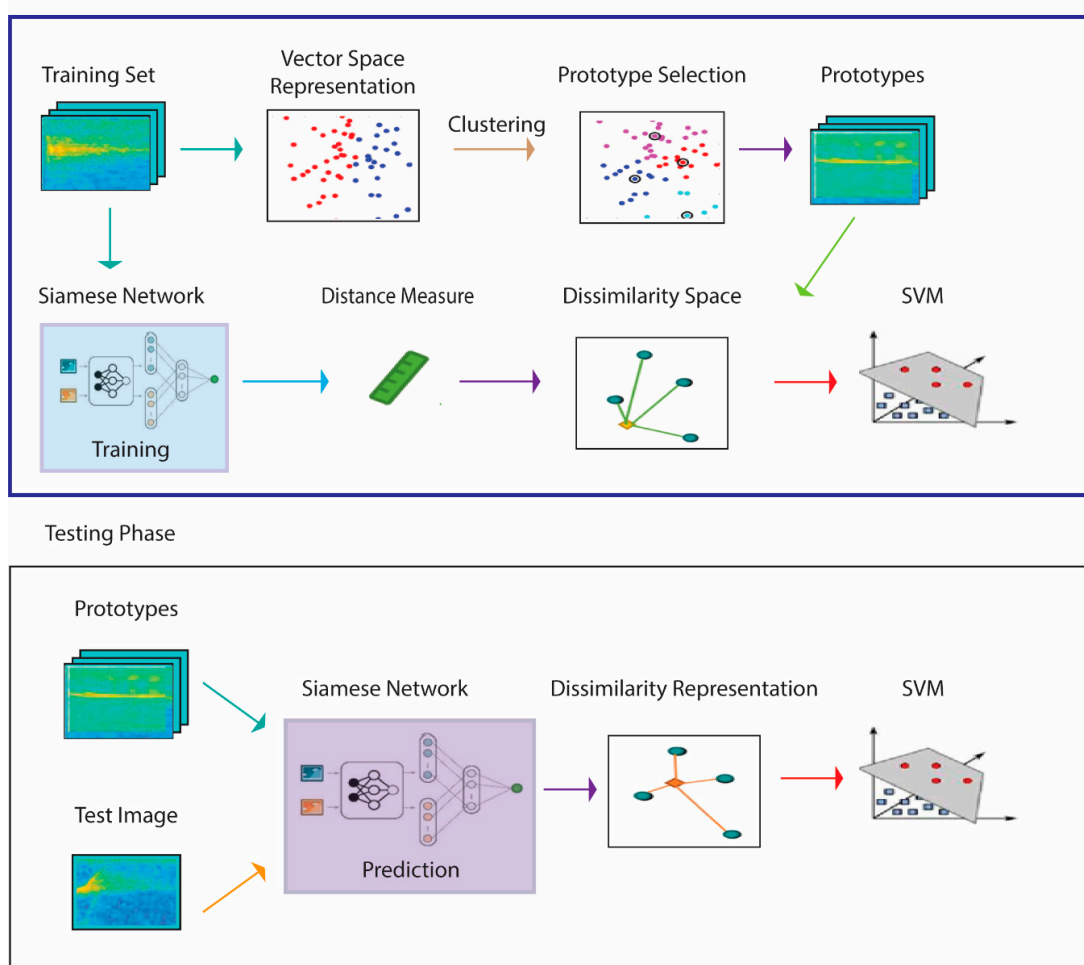 Training Set
Vector Space
Representation
Clustering
Prototype Selection
Prototypes
Siamese Network
Distance Measure
Dissimilarity Space
SVM
Training
Testing Phase
Prototypes
Siamese Network
Dissimilarity Representation
SVM
Test Image
Prediction